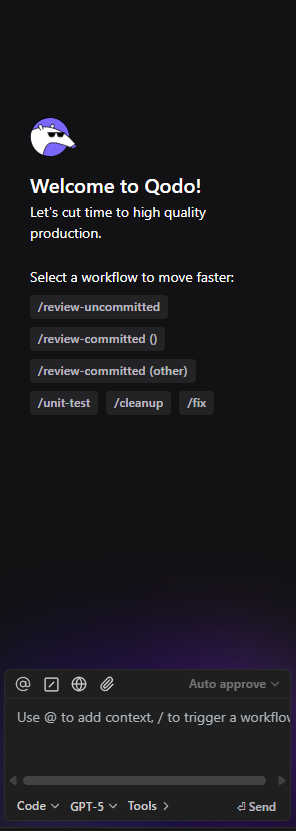 Welcome to Qodo!
Let's cut time to high quality
production.
Select a workflow to move faster:
/review-uncommitted
/review-committed ()
/review-committed (other)
/unit-test /cleanup /fix
Auto approve
Use @ to add context, / to trigger a workflow
Code GPT-5 Tools Send